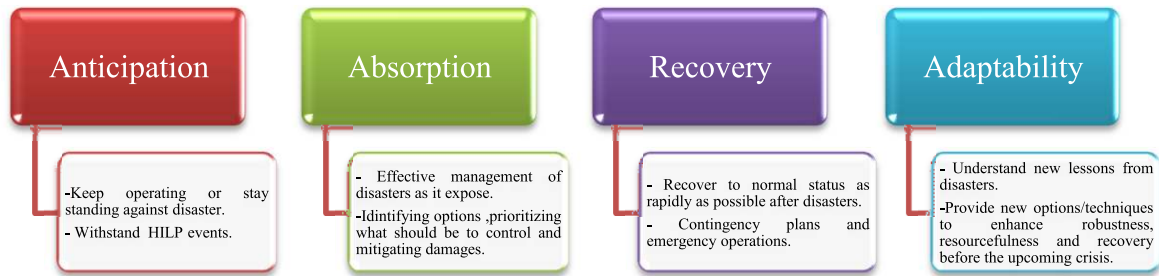 Anticipation
-Keep operating or stay
standing against disaster.
- Withstand HILP events.
Absorption
- Effective management of
disasters as it expose.
-Idintifying options ,prioritizing
what should be to control and
mitigating damages.
Recovery
- Recover to normal status as
rapidly as possible after disasters.
- Contingency plans and
emergency operations.
Adaptability
- Understand new lessons from
disasters.
-Provide new options/techniques
to enhance robustness,
resourcefulness and recovery
before the upcoming crisis.